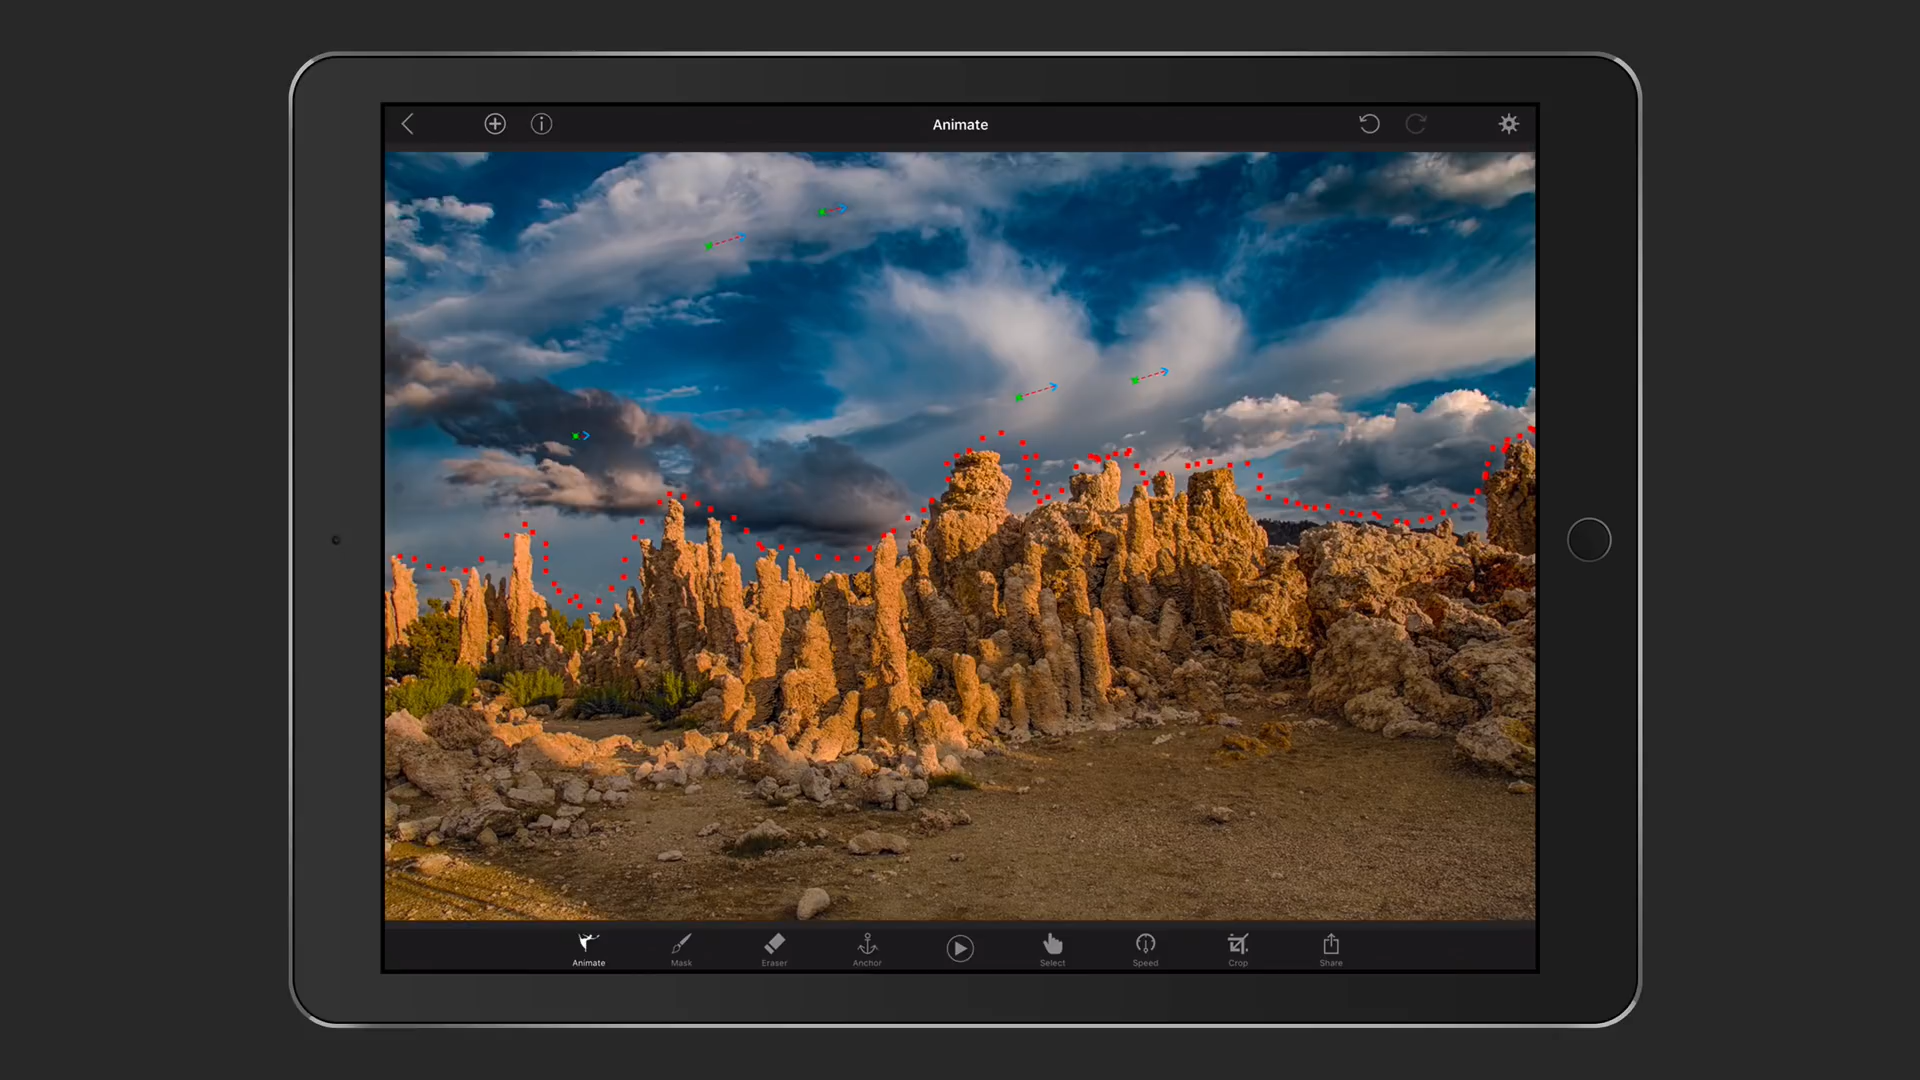 Animate
Animate
Mask
Eraser
Anchor
Select
Speed
Crop
Share